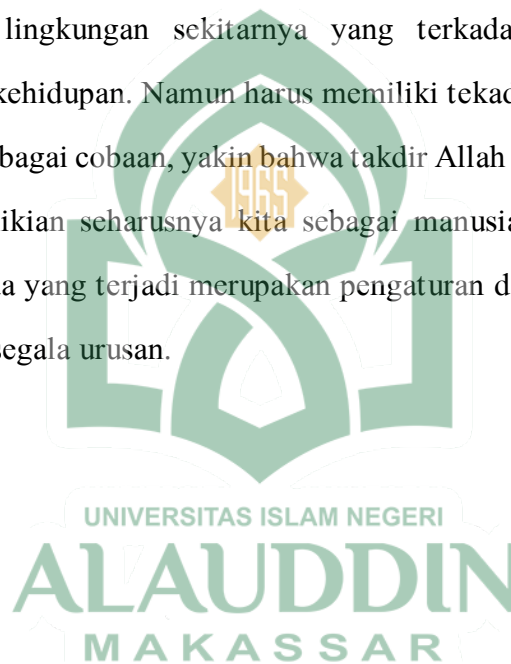 lingkungan sekitarnya yang terkada
kehidupan. Namun harus memiliki tekad
bagai cobaan, yakin bahwa takdir Allah
ikian seharusnya kita sebagai manusia
a yang terjadi merupakan pengaturan d
segala urusan.
1965
UNIVERSITAS ISLAM NEGERI
ALAUDDIN
MAKASSAR